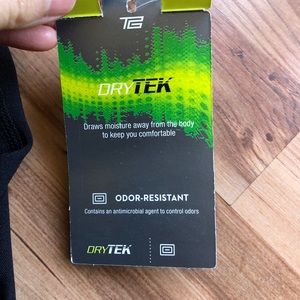 TG
DRYTEK
Draws moisture away from the body
to keep you comfortable
ODOR-RESISTANT
Contains an antimicrobial agent to control odors
DRYTEK